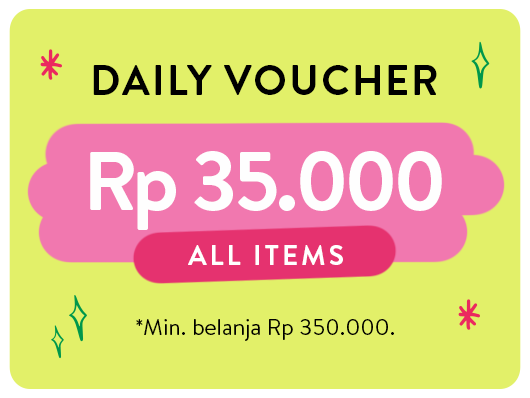 DAILY VOUCHER
Rp 35.000
ALL ITEMS
*Min. belanja Rp 350.000.